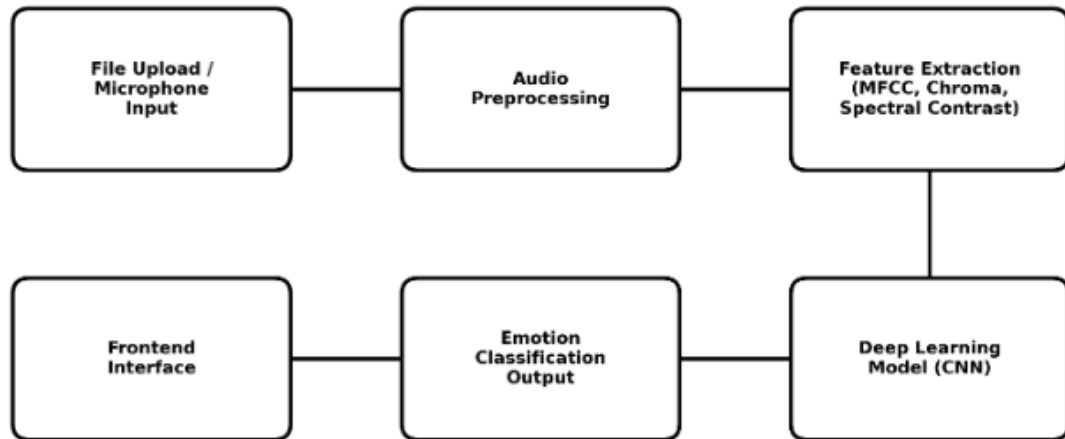 File Upload /
Microphone
Input
Audio
Preprocessing
Feature Extraction
(MFCC, Chroma,
Spectral Contrast)
Frontend
Interface
Emotion
Classification
Output
Deep Learning
Model (CNN)